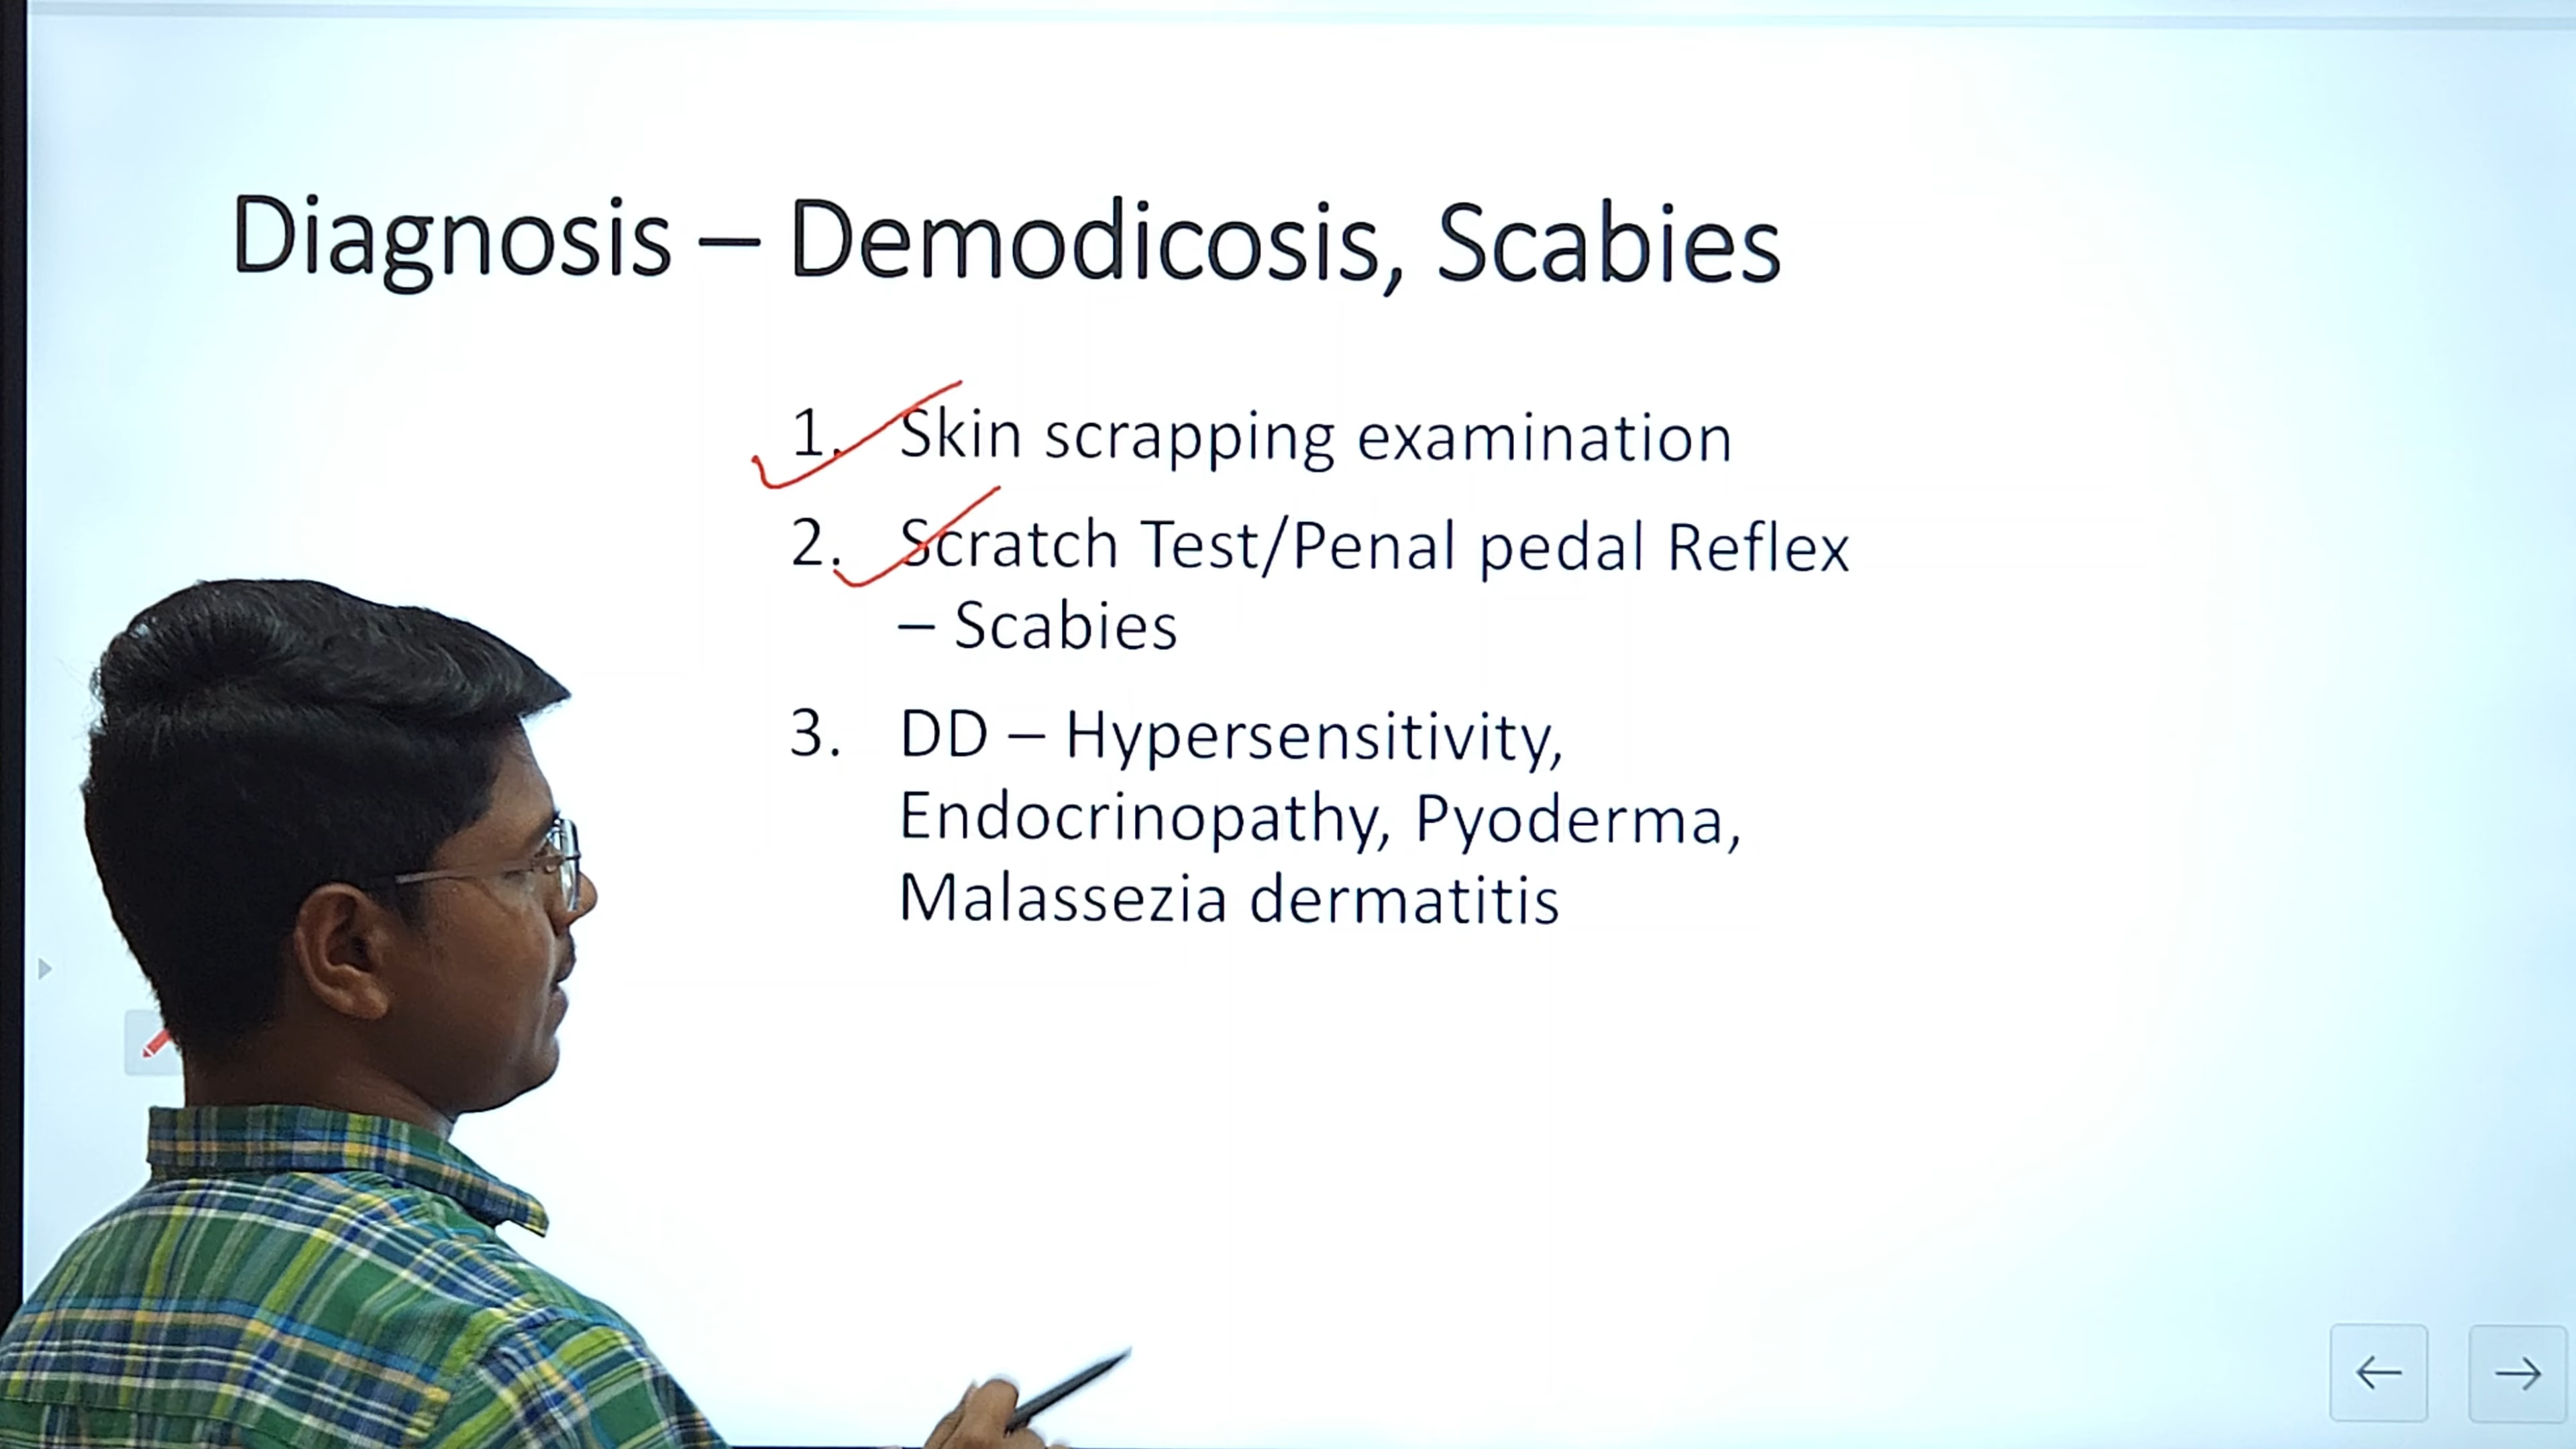 Diagnosis – Demodicosis, Scabies
1. Skin scrapping examination
2. Scratch Test/Penal pedal Reflex
– Scabies
3. DD – Hypersensitivity,
Endocrinopathy, Pyoderma,
Malassezia dermatitis